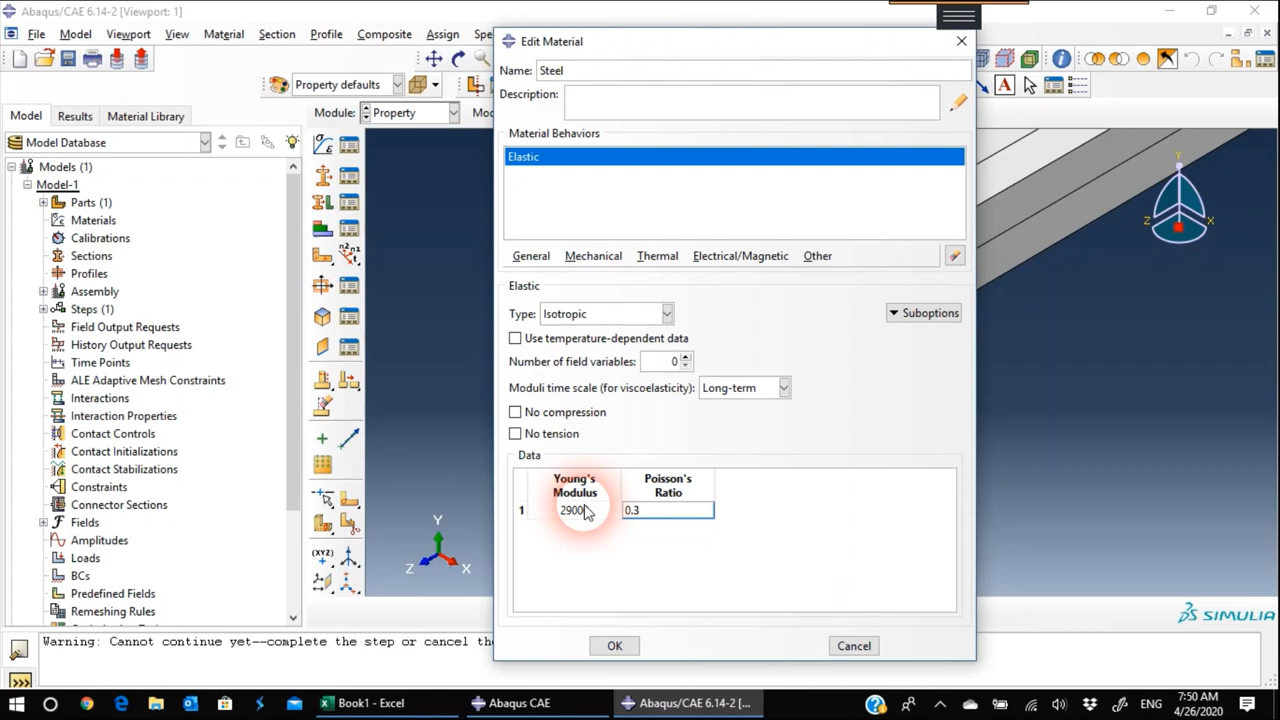 Abaqus/CAE 6.14-2 [Viewport: 1]
File Model Viewport View Material Section Profile Composite Assign
Property defaults
Module: Property
Model Results Material Library
Model Database
Models (1)
Model-1
Parts (1)
Materials
Calibrations
Sections
Profiles
Assembly
Steps (1)
Field Output Requests
History Output Requests
Time Points
ALE Adaptive Mesh Constraints
Interactions
Interaction Properties
Contact Controls
Contact Initializations
Contact Stabilizations
Constraints
Connector Sections
Fields
Amplitudes
Loads
BCs
Predefined Fields
Remeshing Rules
Edit Material
Name: Steel
Description:
Material Behaviors
Elastic
General Mechanical Thermal Electrical/Magnetic Other
Elastic
Type: Isotropic
Suboptions
Use temperature-dependent data
Number of field variables: 0
Moduli time scale (for viscoelasticity): Long-term
No compression
No tension
Data
Young's Modulus
Poisson's Ratio
1 2900 0.3
OK Cancel
Y
Z X
Y
Z X
SIMULIA
Warning: Cannot continue yet--complete the step or cancel the
>>>
Book1 - Excel
Abaqus CAE
Abaqus/CAE 6.14-2 [...
ENG
7:50 AM
4/26/2020